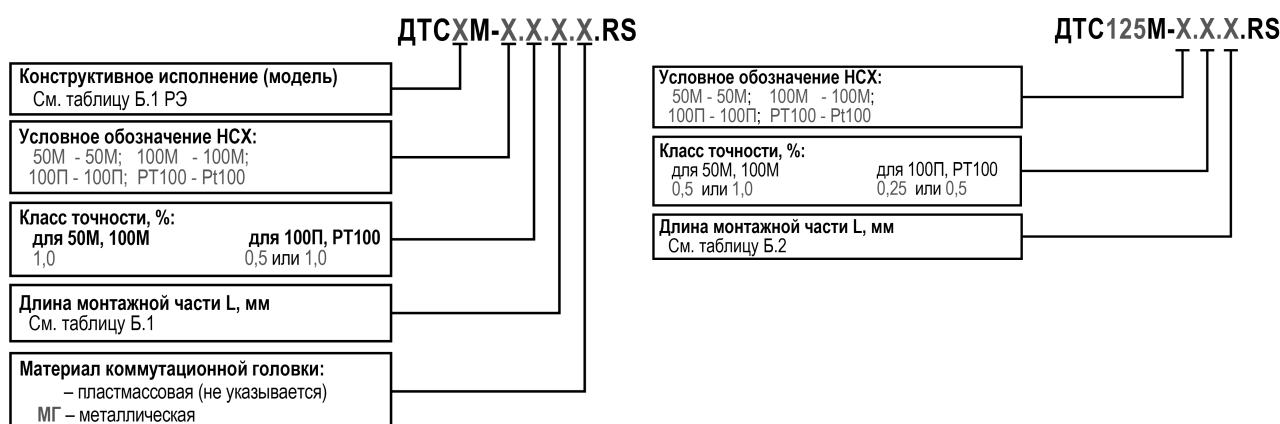 ДТСХМ-Х.Х.Х.Х.RS
Конструктивное исполнение (модель)
См. таблицу Б.1 РЭ
Условное обозначение НСХ:
50М - 50М; 100М - 100М;
100П - 100П; РТ100 - Pt100
Класс точности, %:
для 50М, 100М для 100П, РТ100
1,0 0,5 или 1,0
Длина монтажной части L, мм
См. таблицу Б.1
Материал коммутационной головки:
– пластмассовая (не указывается)
МГ – металлическая
ДТС125М-Х.Х.Х.RS
Условное обозначение НСХ:
50М - 50М; 100М - 100М;
100П - 100П; РТ100 - Pt100
Класс точности, %:
для 50М, 100М для 100П, РТ100
0,5 или 1,0 0,25 или 0,5
Длина монтажной части L, мм
См. таблицу Б.2